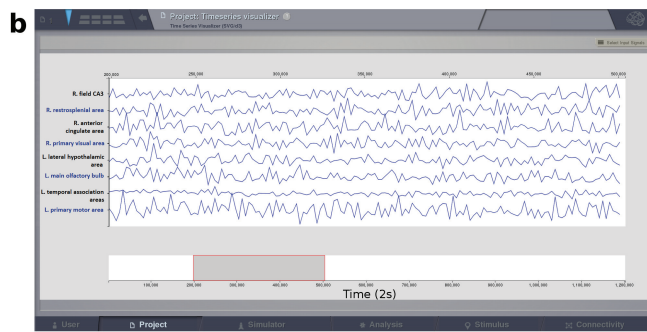 b
Project: Timeseries visualizer
Time Series Visualizer (SVG/d3)
Select Input Signals
200,000 250,000 300,000 350,000 400,000 450,000 500,000
R. field CA3
R. restrosplenial area
R. anterior
cingulate area
R. primary visual area
L. lateral hypothalamic
area
L. main olfactory bulb
L. temporal association
areas
L. primary motor area
100,000 200,000 300,000 400,000 500,000 600,000 700,000 800,000 900,000 1,000,000 1,100,000 1,200,000
Time (2s)
User Project Simulator Analysis Stimulus Connectivity